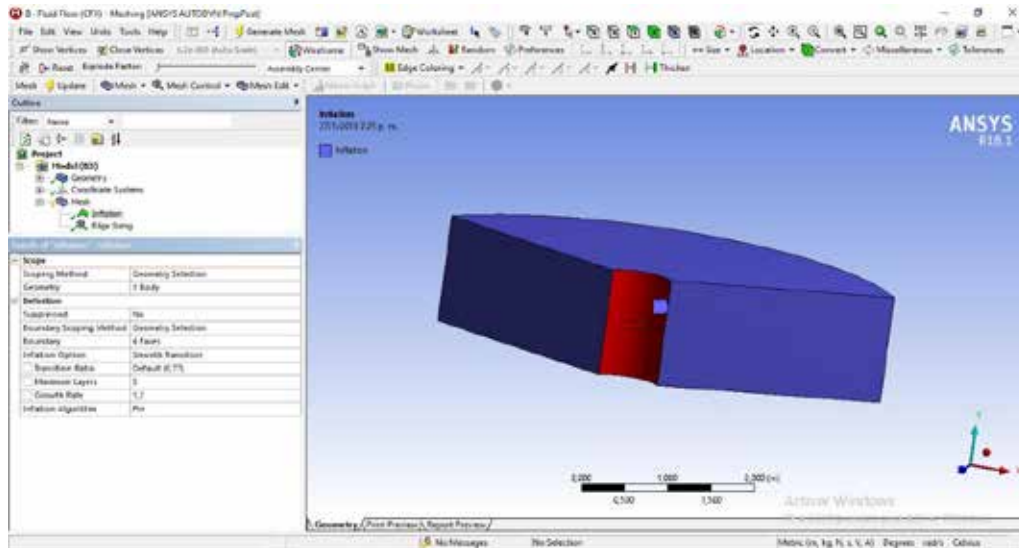 B - Fluid Flow (CFX) - Meshing [ANSYS AUTODYN PrepPost]
File Edit View Units Tools Help Generate Mesh Worksheet
Show Vertices Close Vertices Wireframe Show Mesh Random Preferences Size Location Convert Miscellaneous Tolerances
Reset Explode Factor Assembly Center Edge Coloring Thicken
Mesh Update Mesh Mesh Control Mesh Edit
Outline
Filter: Name
Project
Model (B3)
Geometry
Coordinate Systems
Mesh
Inflation
Edge Sizing
Details of "Inflation" - Inflation
Scope
Scoping Method Geometry Selection
Geometry 1 Body
Definition
Suppressed No
Boundary Scoping Method Geometry Selection
Boundary 4 Faces
Inflation Option Smooth Transition
Transition Ratio Default (0,77)
Maximum Layers 5
Growth Rate 1,2
Inflation Algorithm Pre
Inflation
Inflation
ANSYS
R18.1
0,000 1,000 2,000 (m)
0,500 1,500
Activar Windows
Geometry Print Preview Report Preview
No Messages No Selection Metric (m, kg, N, s, V, A) Degrees rad/s Celsius